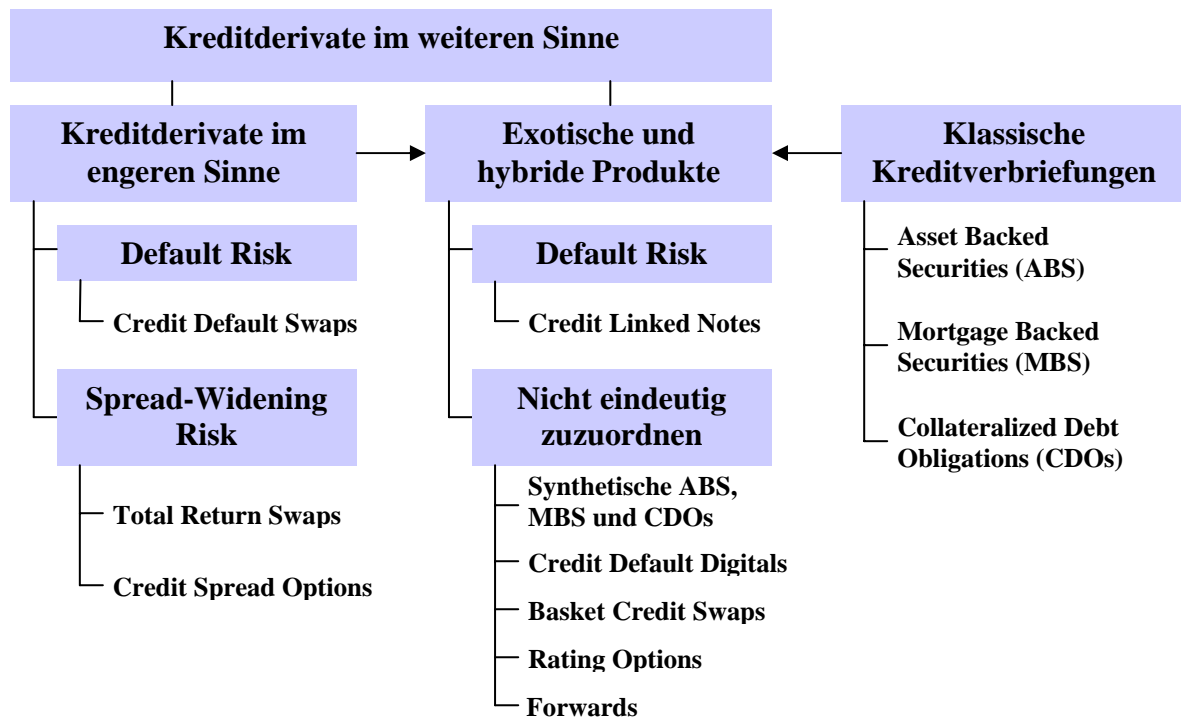 Kreditderivate im weiteren Sinne
Kreditderivate im
engeren Sinne
Default Risk
Credit Default Swaps
Spread-Widening
Risk
Total Return Swaps
Credit Spread Options
Exotische und
hybride Produkte
Default Risk
Credit Linked Notes
Nicht eindeutig
zuzuordnen
Synthetische ABS,
MBS und CDOs
Credit Default Digitals
Basket Credit Swaps
Rating Options
Forwards
Klassische
Kreditverbriefungen
Asset Backed
Securities (ABS)
Mortgage Backed
Securities (MBS)
Collateralized Debt
Obligations (CDOs)